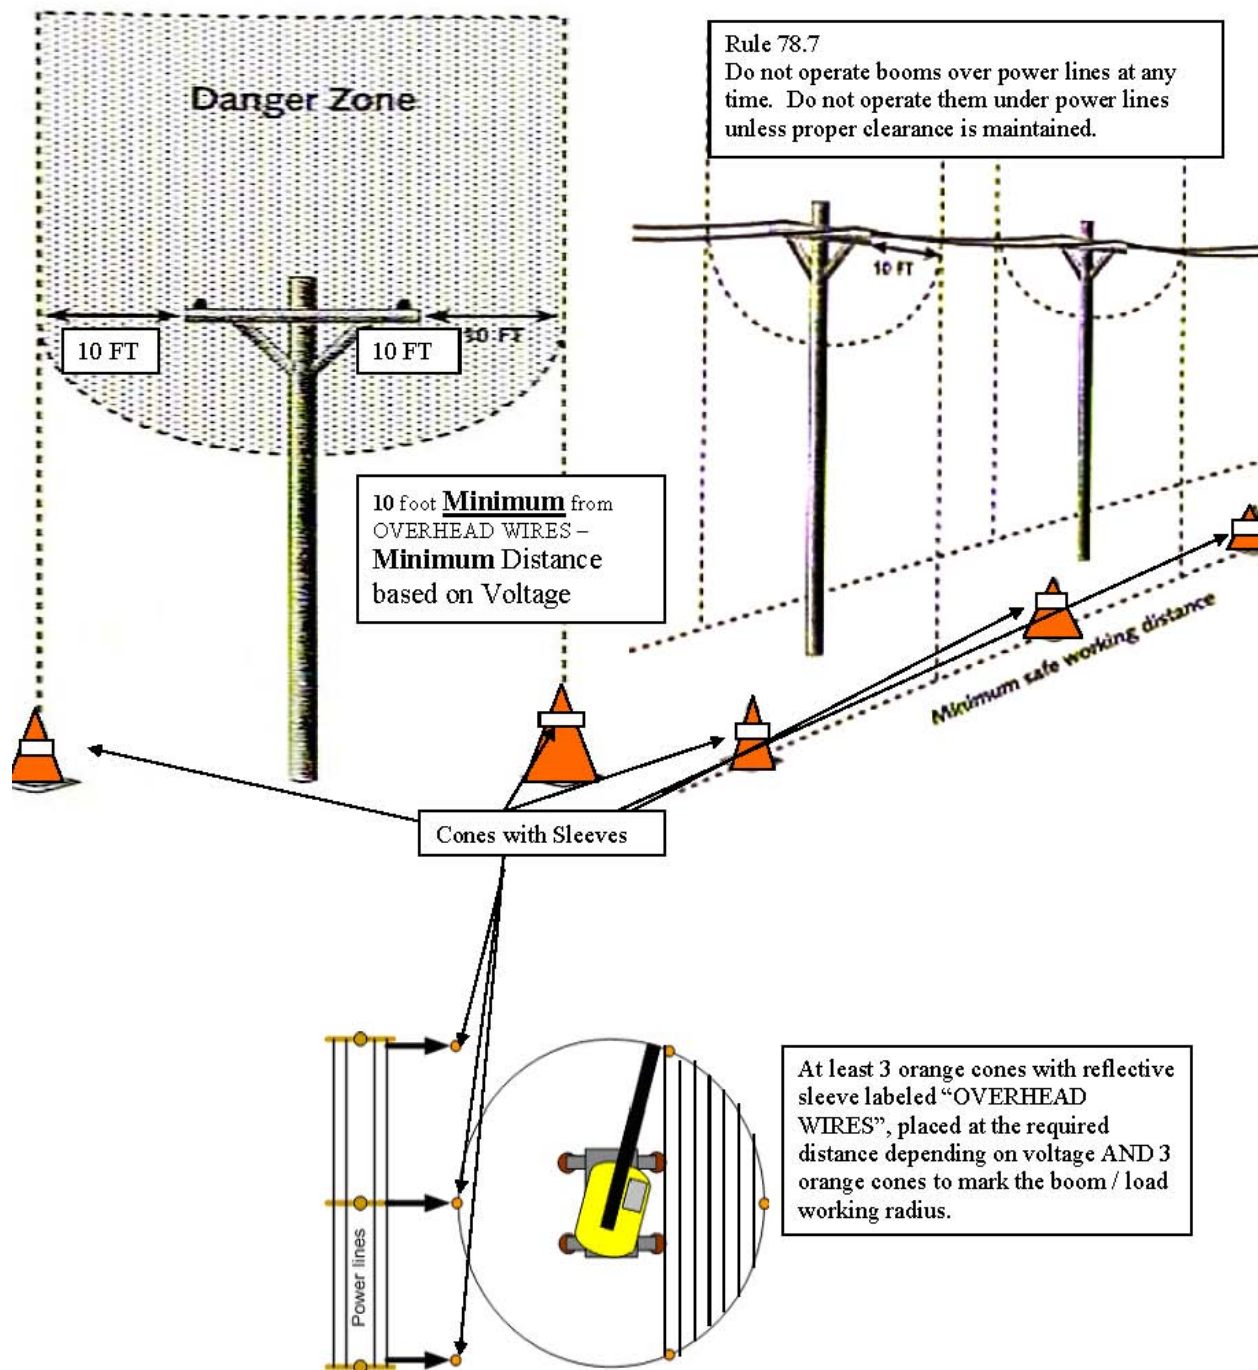 Danger Zone
Rule 78.7
Do not operate booms over power lines at any
time.  Do not operate them under power lines
unless proper clearance is maintained.
10 FT
10 FT
10 FT
10 FT
10 foot Minimum from
OVERHEAD WIRES –
Minimum Distance
based on Voltage
Minimum safe working distance
Cones with Sleeves
Power lines
At least 3 orange cones with reflective
sleeve labeled “OVERHEAD
WIRES”, placed at the required
distance depending on voltage AND 3
orange cones to mark the boom / load
working radius.